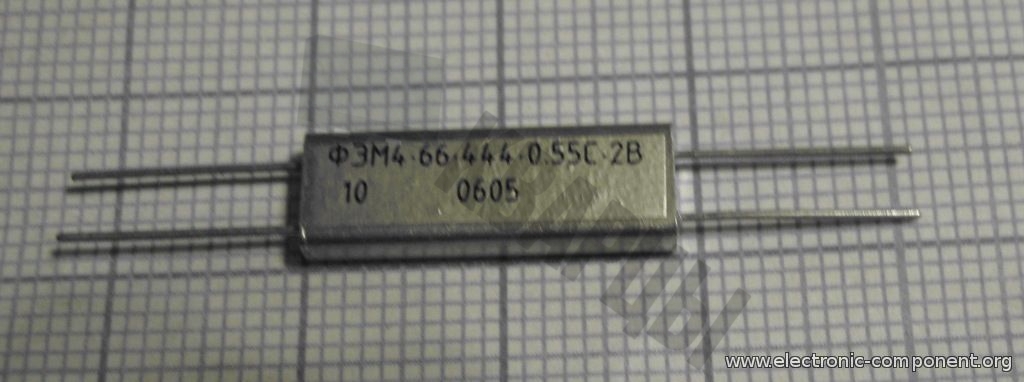 ФЭМ4·66·444·0.55С·2В
10 0605
www.electronic-component.org